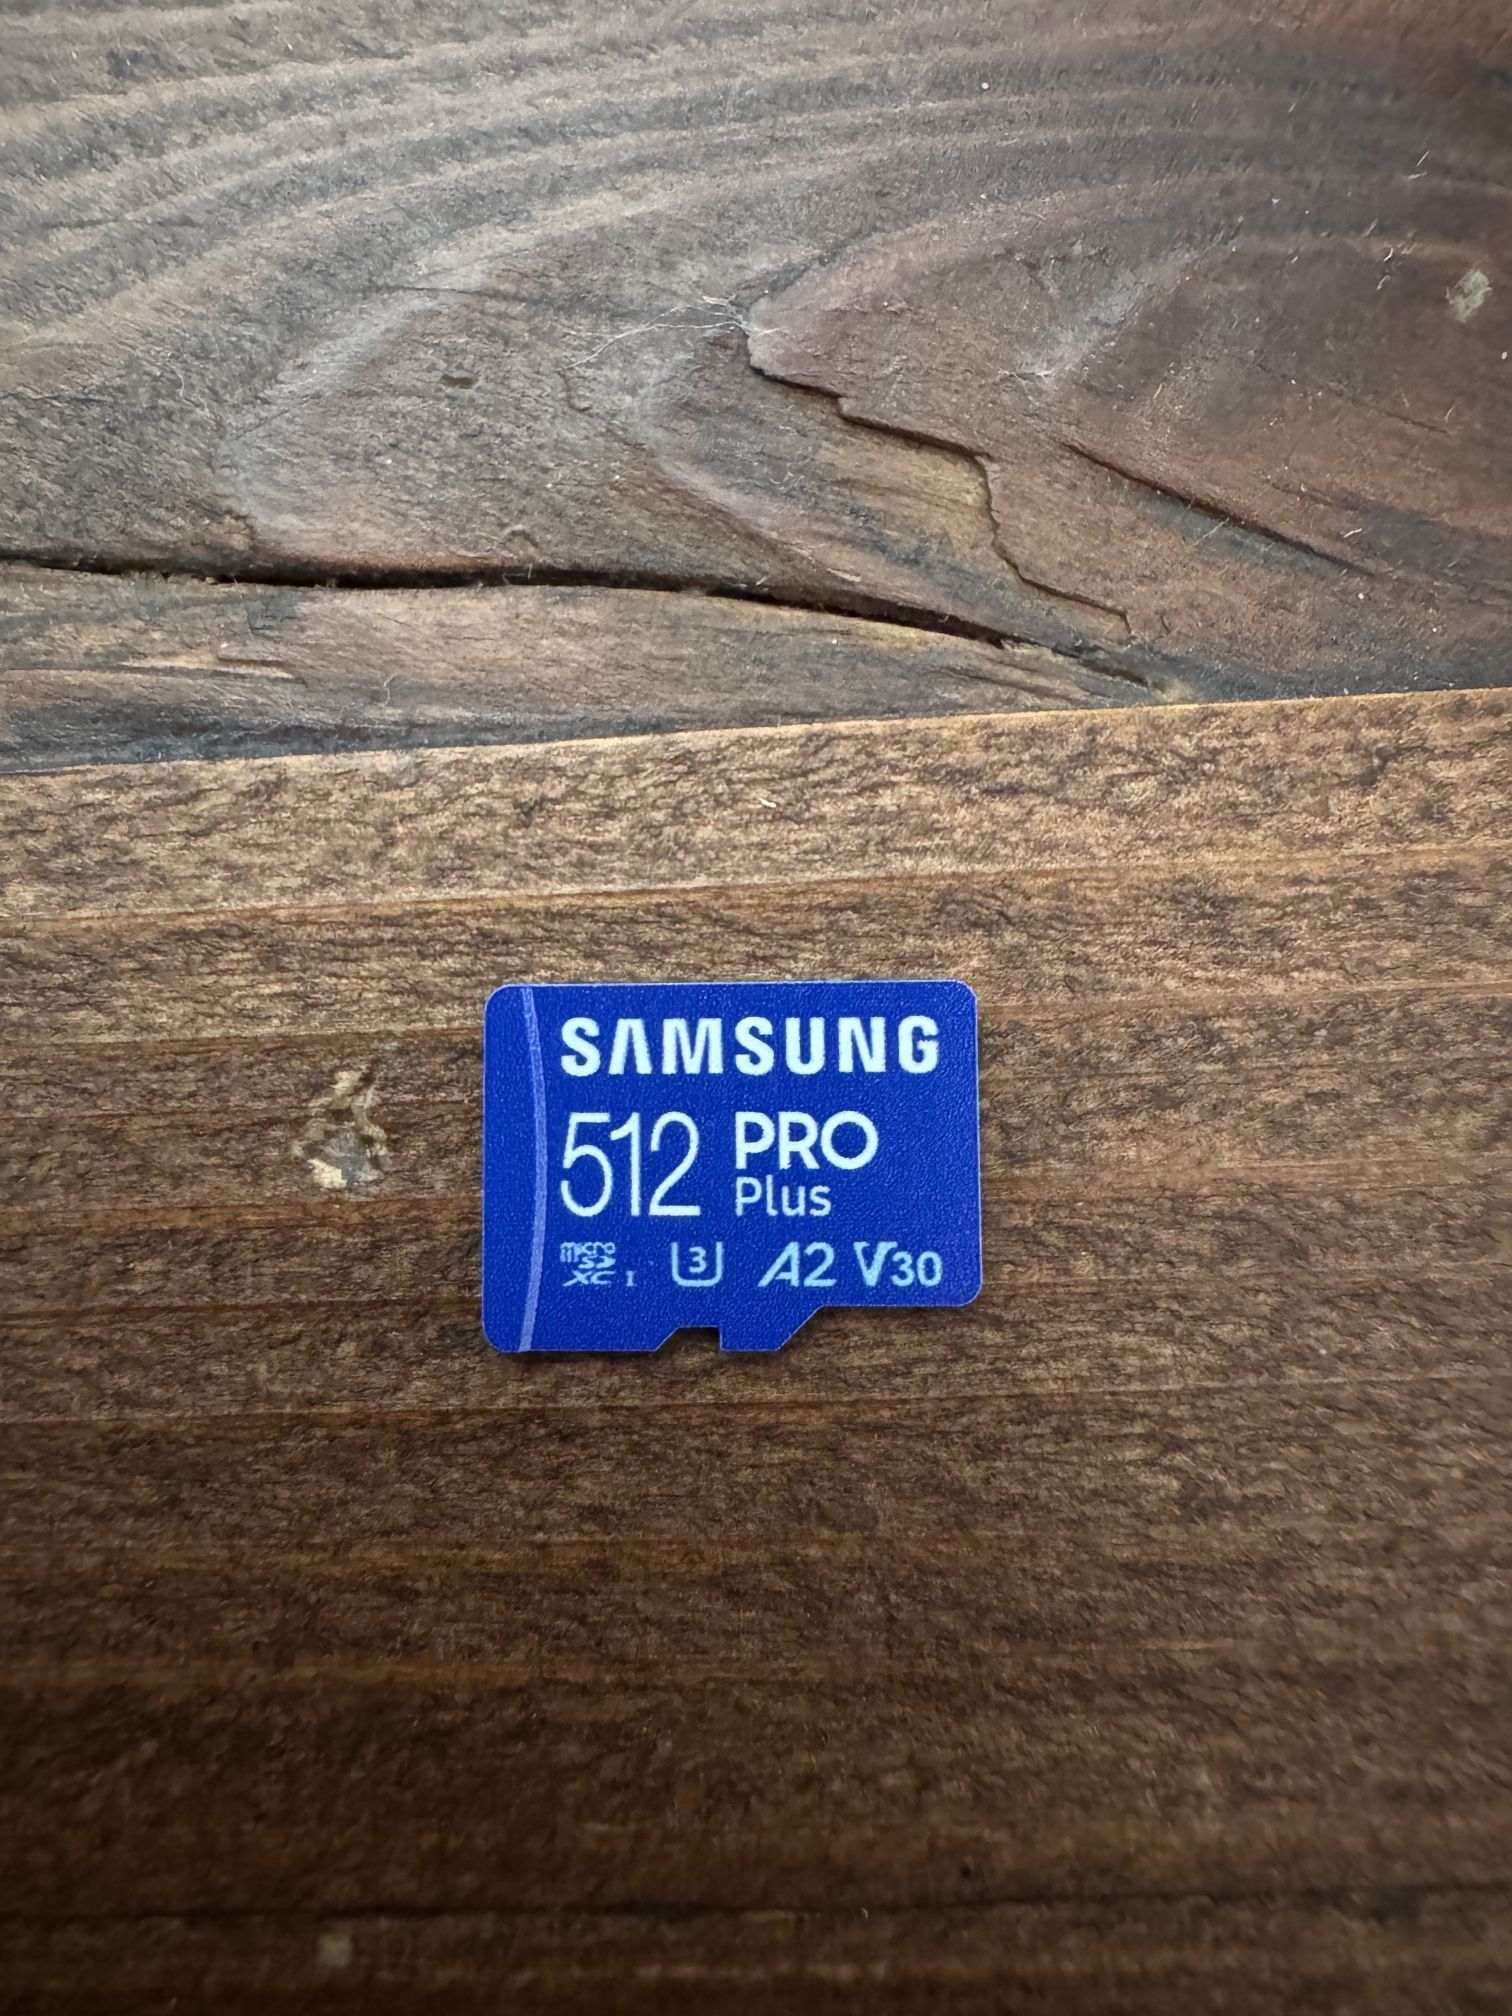 SAMSUNG
512 PRO
Plus
micro
SD
XC I U3 A2 V30